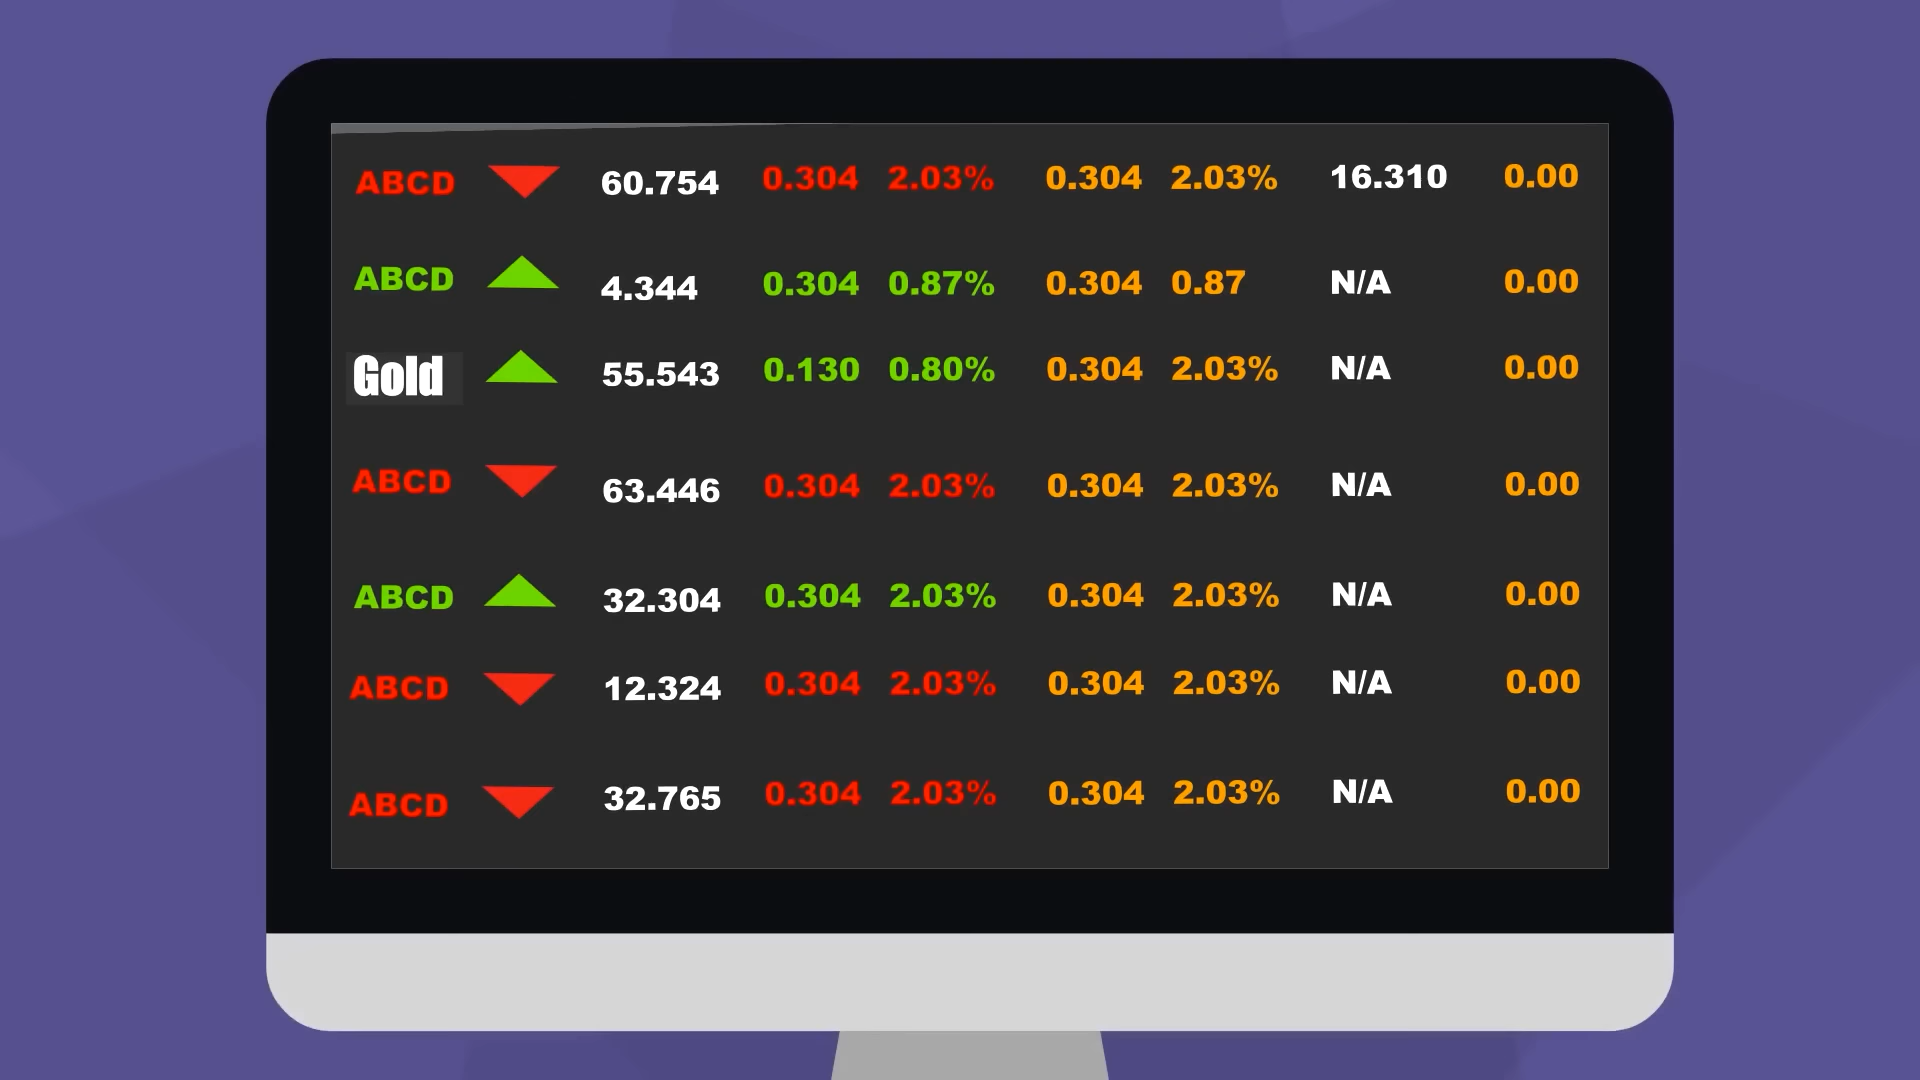 ABCD 60.754 0.304 2.03% 0.304 2.03% 16.310 0.00
ABCD 4.344 0.304 0.87% 0.304 0.87 N/A 0.00
Gold 55.543 0.130 0.80% 0.304 2.03% N/A 0.00
ABCD 63.446 0.304 2.03% 0.304 2.03% N/A 0.00
ABCD 32.304 0.304 2.03% 0.304 2.03% N/A 0.00
ABCD 12.324 0.304 2.03% 0.304 2.03% N/A 0.00
ABCD 32.765 0.304 2.03% 0.304 2.03% N/A 0.00